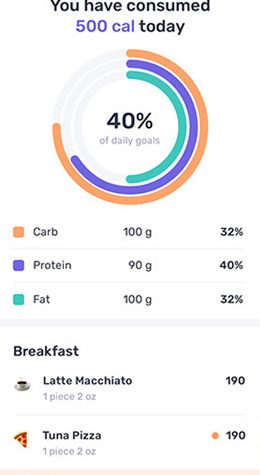 You have consumed
500 cal today
40%
of daily goals
Carb 100 g 32%
Protein 90 g 40%
Fat 100 g 32%
Breakfast
Latte Macchiato 190
1 piece 2 oz
Tuna Pizza 190
1 piece 2 oz